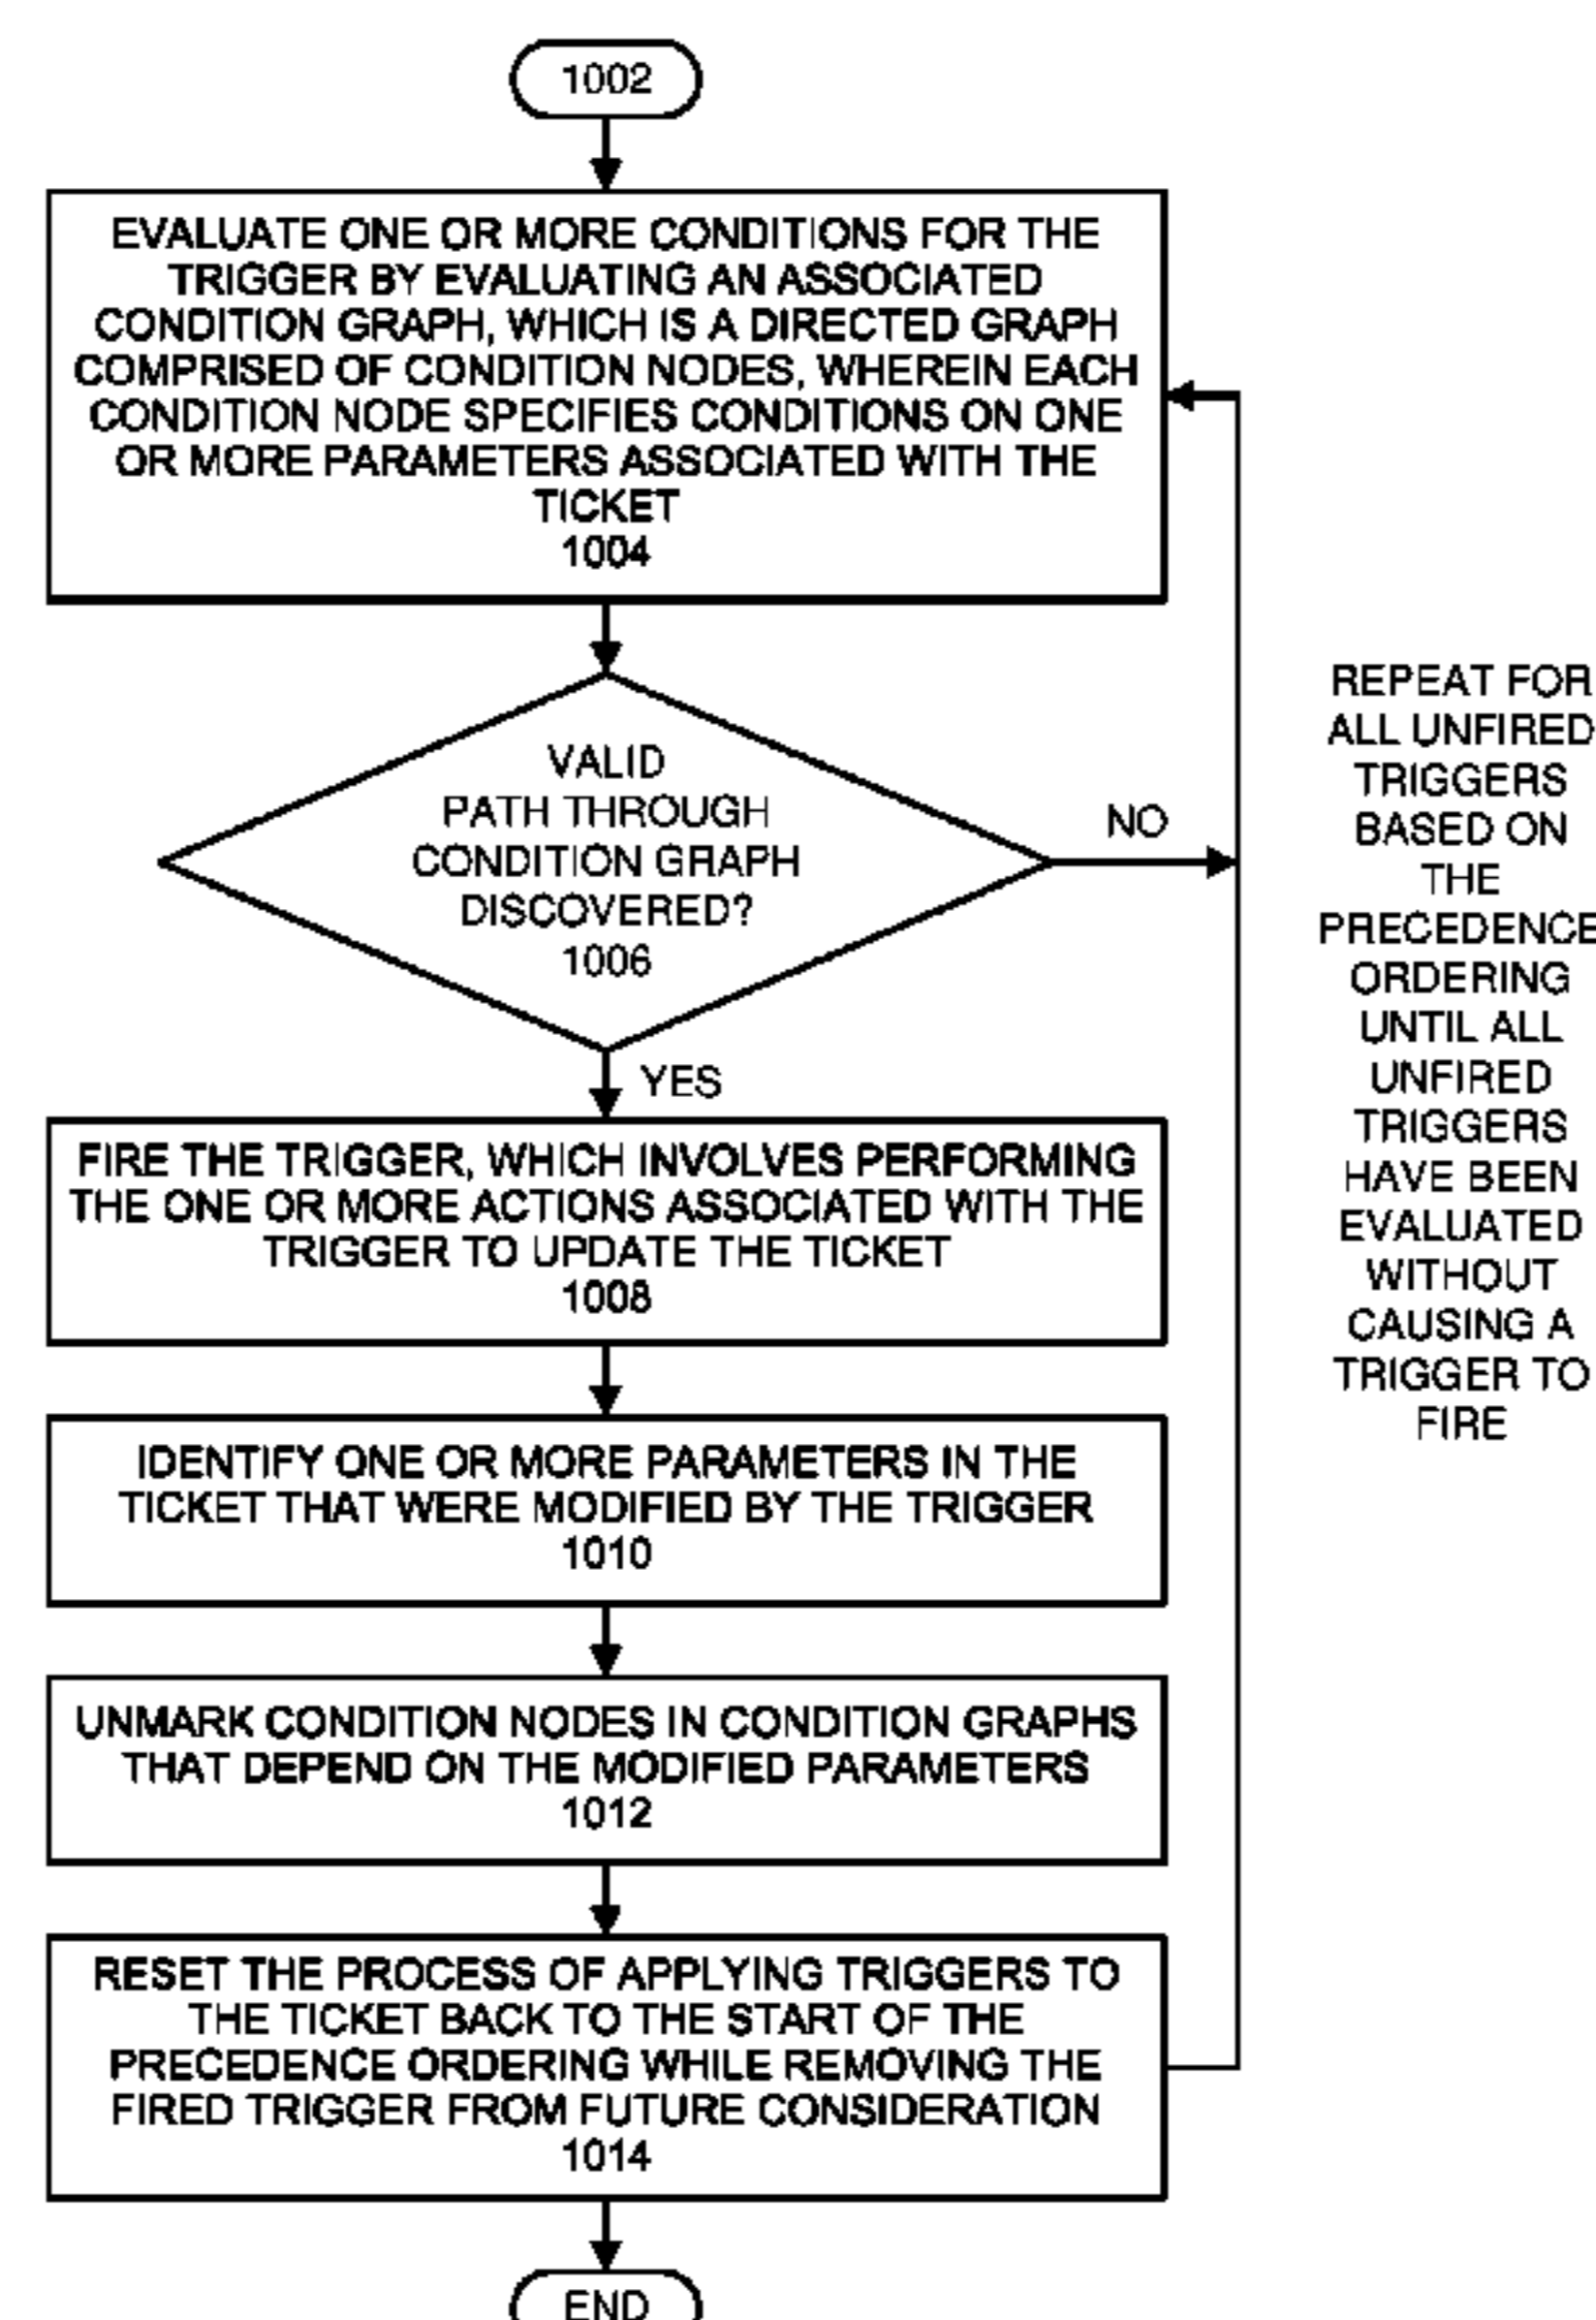 1002
EVALUATE ONE OR MORE CONDITIONS FOR THE
TRIGGER BY EVALUATING AN ASSOCIATED
CONDITION GRAPH, WHICH IS A DIRECTED GRAPH
COMPRISED OF CONDITION NODES, WHEREIN EACH
CONDITION NODE SPECIFIES CONDITIONS ON ONE
OR MORE PARAMETERS ASSOCIATED WITH THE
TICKET
1004
VALID
PATH THROUGH
CONDITION GRAPH
DISCOVERED?
1006
NO
YES
FIRE THE TRIGGER, WHICH INVOLVES PERFORMING
THE ONE OR MORE ACTIONS ASSOCIATED WITH THE
TRIGGER TO UPDATE THE TICKET
1008
IDENTIFY ONE OR MORE PARAMETERS IN THE
TICKET THAT WERE MODIFIED BY THE TRIGGER
1010
UNMARK CONDITION NODES IN CONDITION GRAPHS
THAT DEPEND ON THE MODIFIED PARAMETERS
1012
RESET THE PROCESS OF APPLYING TRIGGERS TO
THE TICKET BACK TO THE START OF THE
PRECEDENCE ORDERING WHILE REMOVING THE
FIRED TRIGGER FROM FUTURE CONSIDERATION
1014
END
REPEAT FOR
ALL UNFIRED
TRIGGERS
BASED ON
THE
PRECEDENCE
ORDERING
UNTIL ALL
UNFIRED
TRIGGERS
HAVE BEEN
EVALUATED
WITHOUT
CAUSING A
TRIGGER TO
FIRE